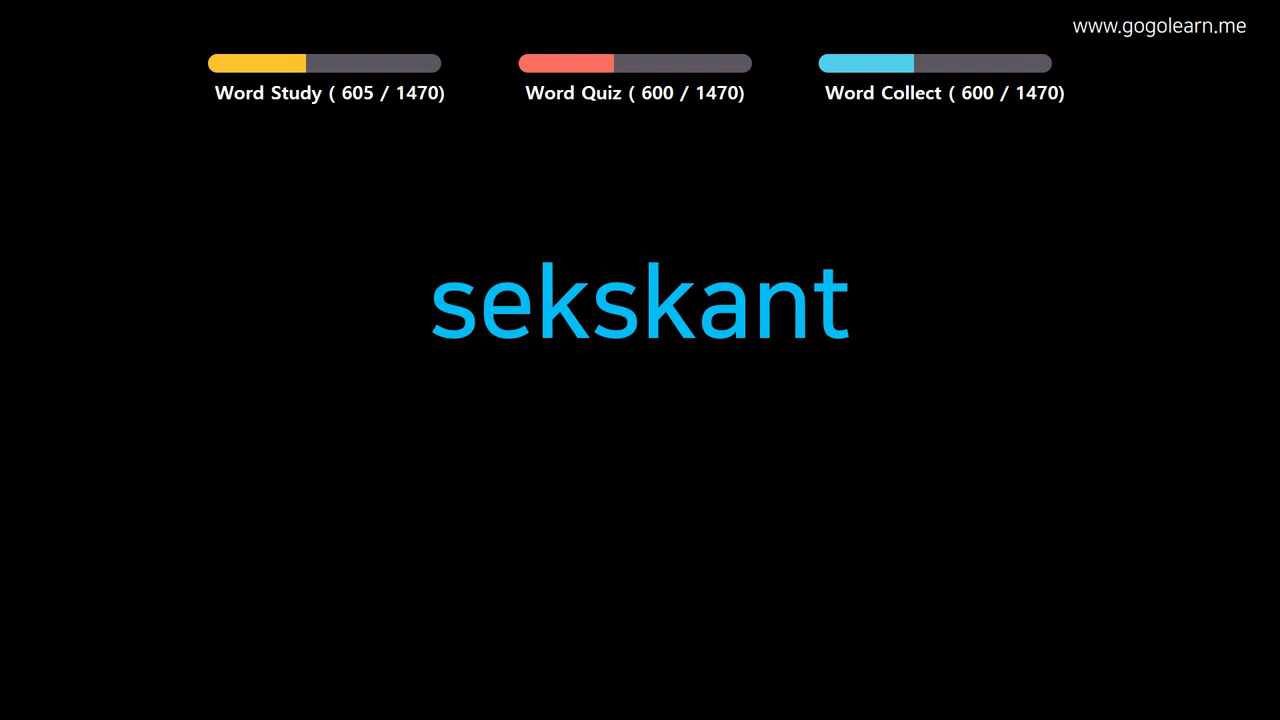 www.gogolearn.me
Word Study ( 605 / 1470)
Word Quiz ( 600 / 1470)
Word Collect ( 600 / 1470)
sekskant